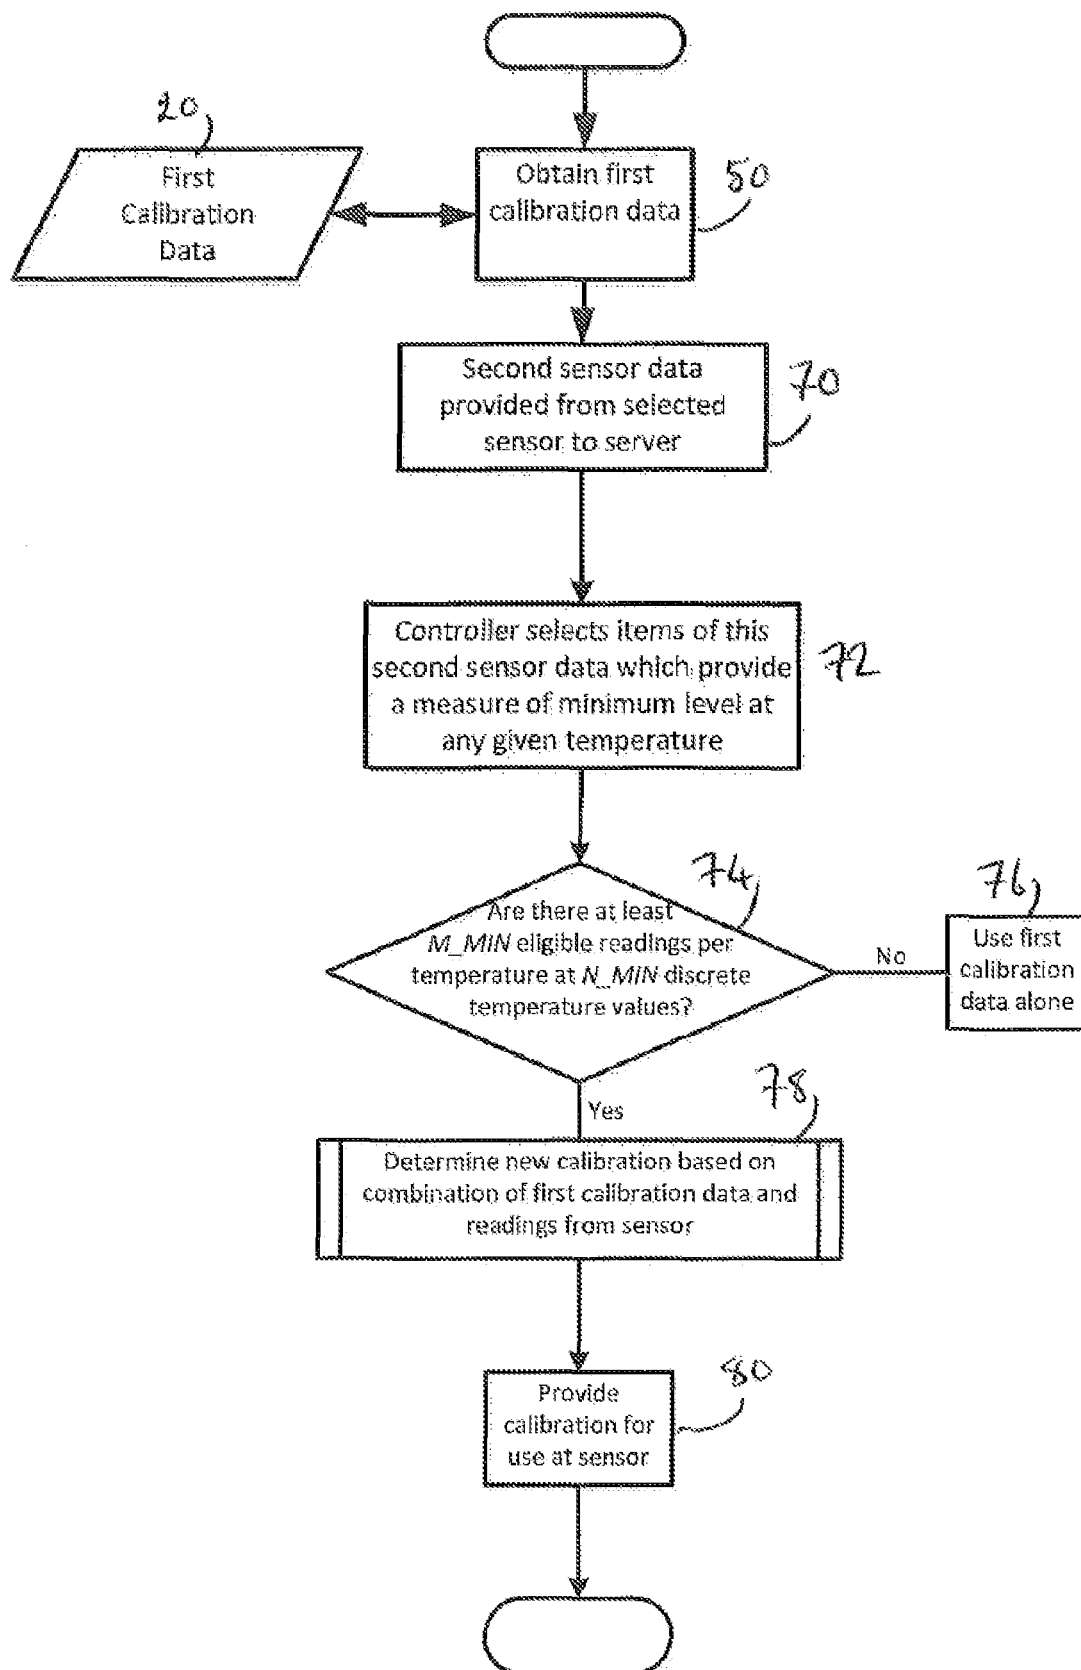 20
First
Calibration
Data
Obtain first
calibration data
50
Second sensor data
provided from selected
sensor to server
70
Controller selects items of this
second sensor data which provide
a measure of minimum level at
any given temperature
72
Are there at least
M_MIN eligible readings per
temperature at N_MIN discrete
temperature values?
74
No
76
Use first
calibration
data alone
Yes
78
Determine new calibration based on
combination of first calibration data and
readings from sensor
Provide
calibration for
use at sensor
80